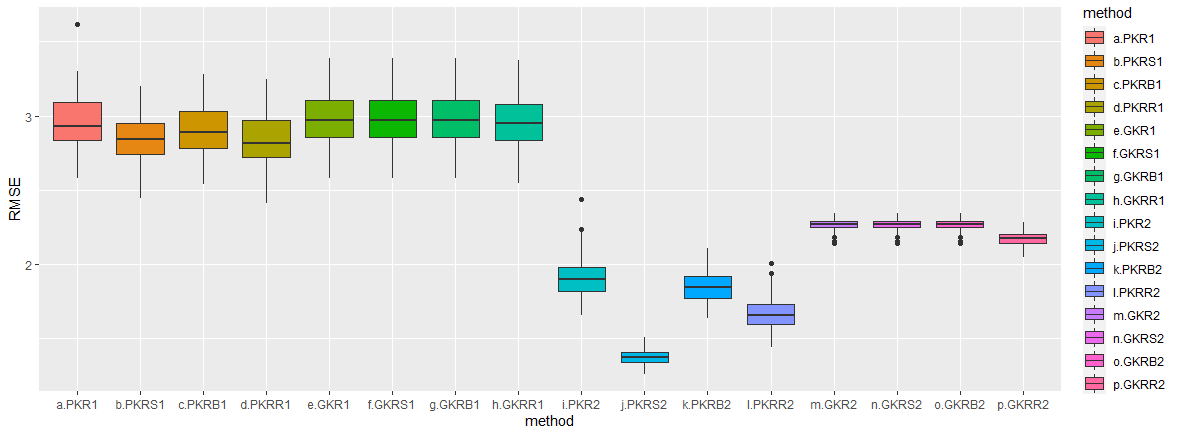 method
a.PKR1
b.PKRS1
c.PKRB1
d.PKRR1
e.GKR1
f.GKRS1
g.GKRB1
h.GKRR1
i.PKR2
j.PKRS2
k.PKRB2
l.PKRR2
m.GKR2
n.GKRS2
o.GKRB2
p.GKRR2
RMSE
3
2
a.PKR1 b.PKRS1 c.PKRB1 d.PKRR1 e.GKR1 f.GKRS1 g.GKRB1 h.GKRR1 i.PKR2 j.PKRS2 k.PKRB2 l.PKRR2 m.GKR2 n.GKRS2 o.GKRB2 p.GKRR2
method